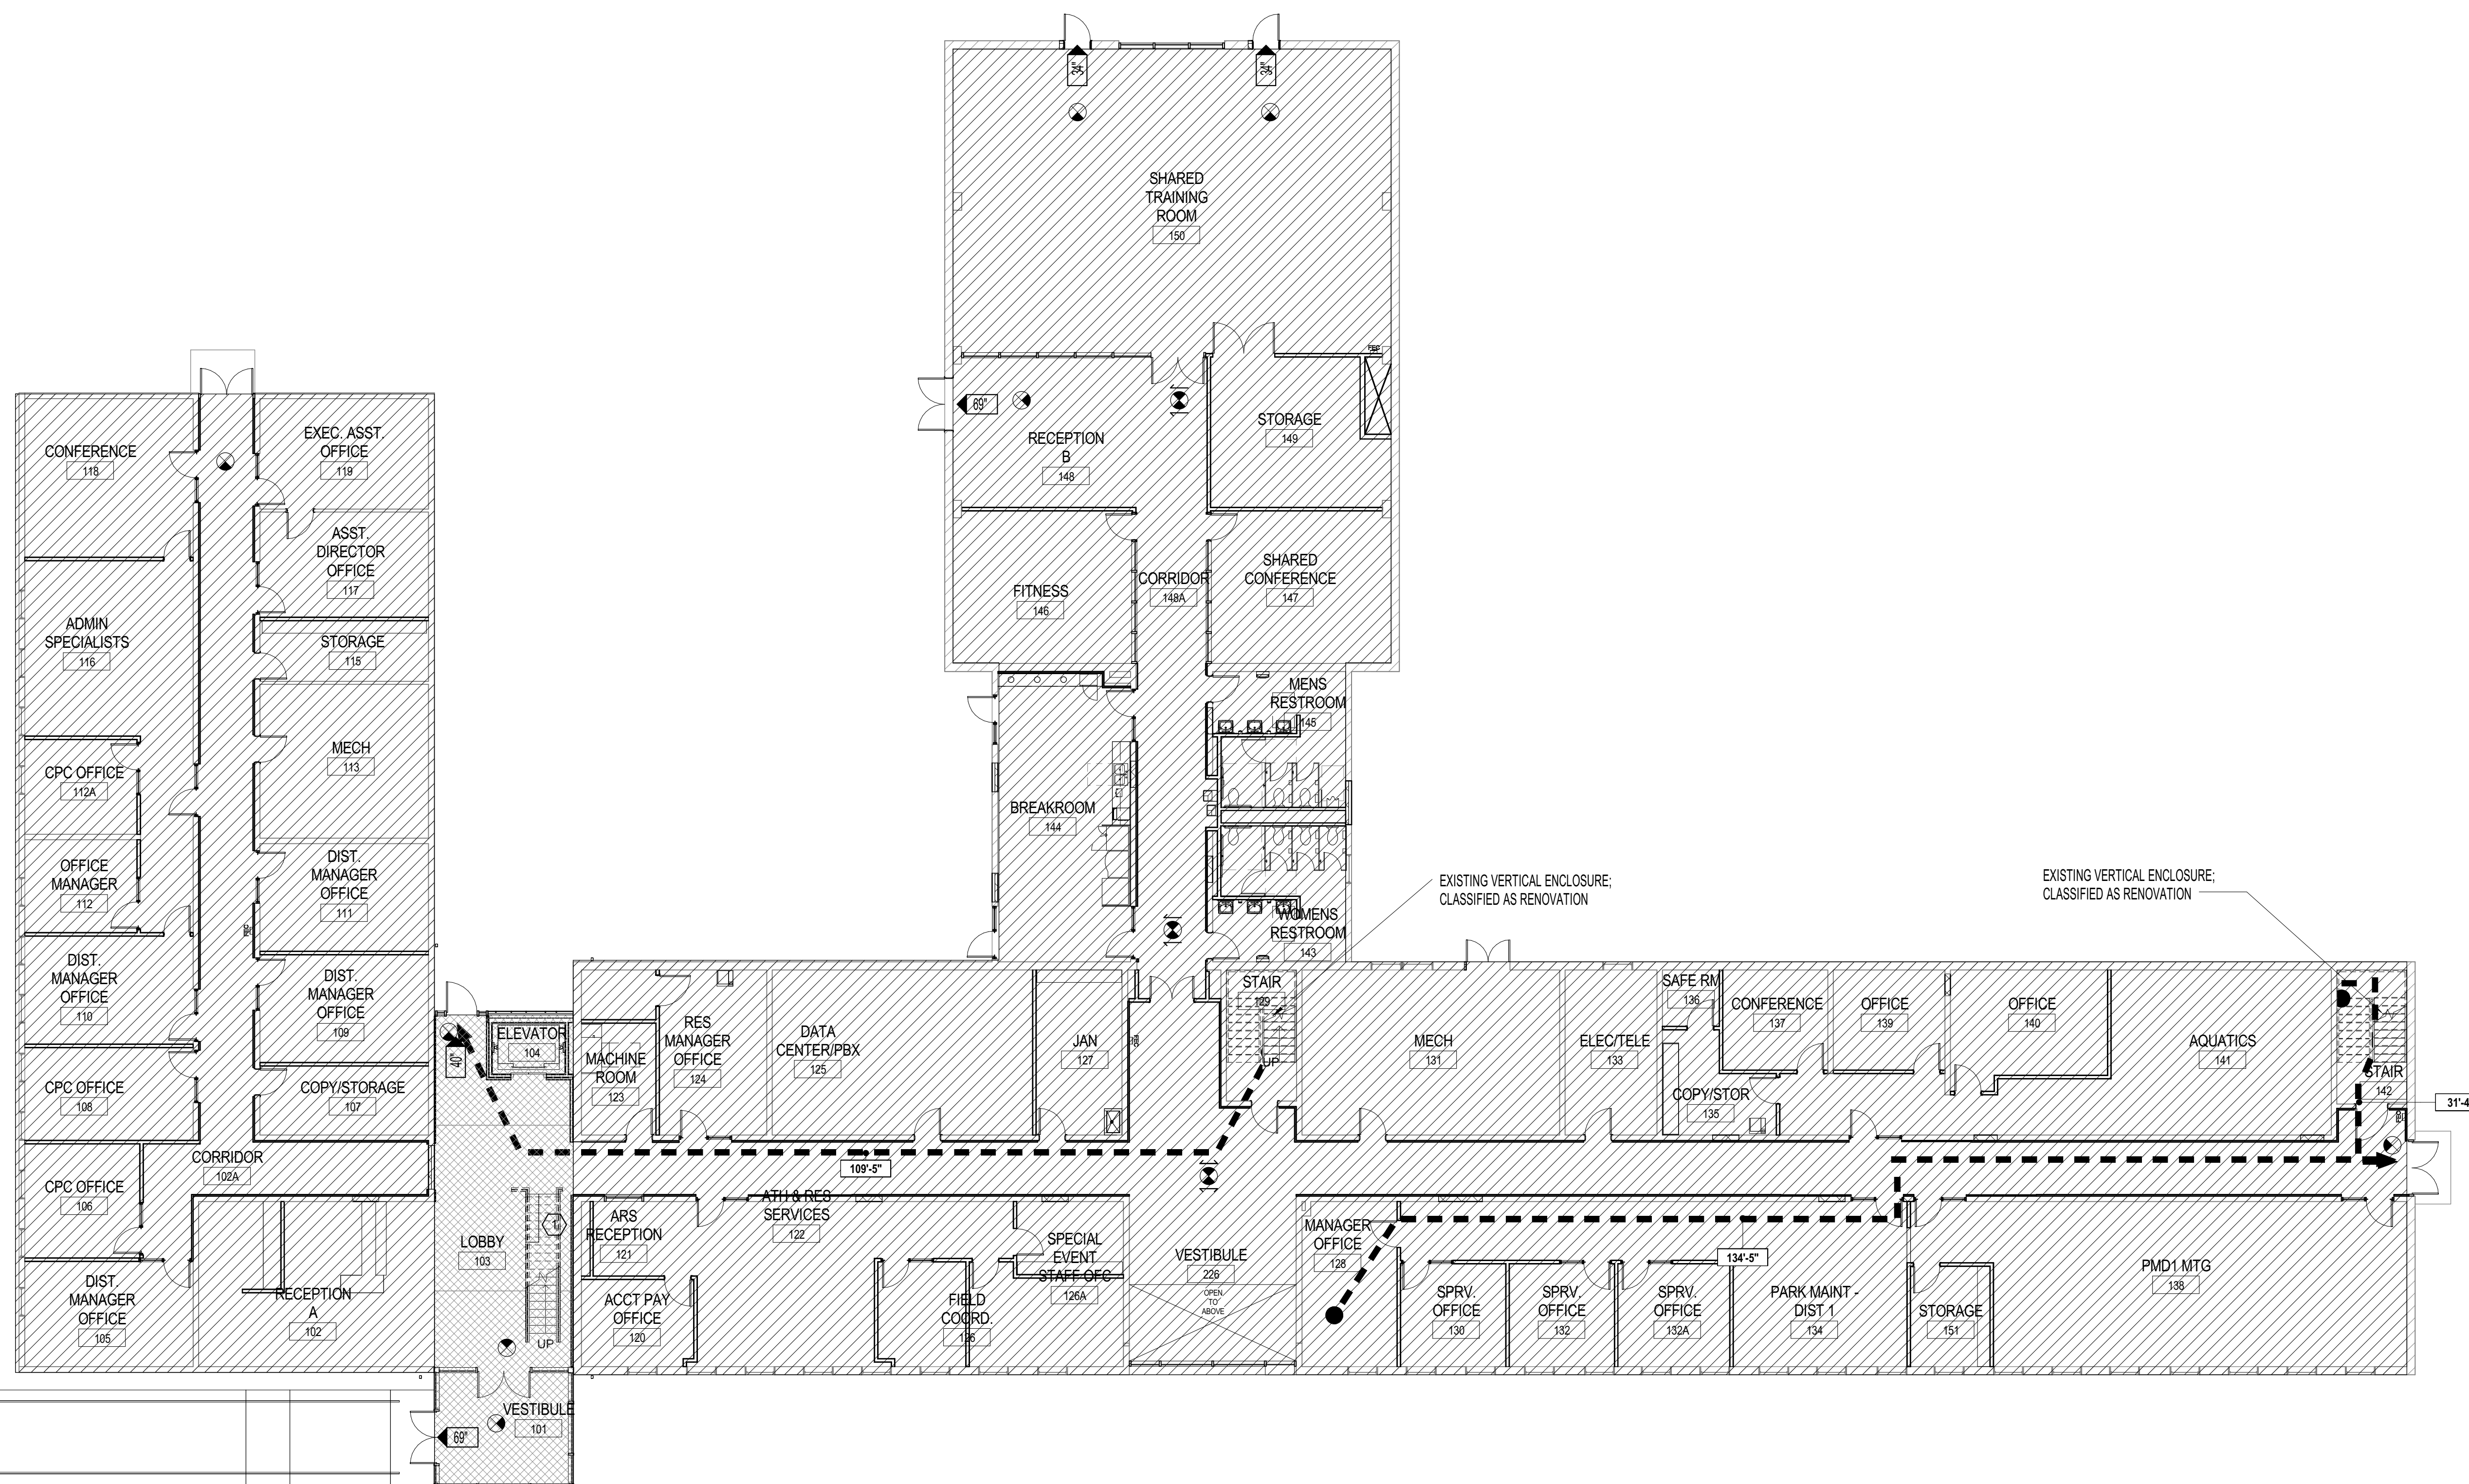 34"
34"
SHARED
TRAINING
ROOM
150
FEC
69"
STORAGE
149
RECEPTION
B
148
CONFERENCE
118
EXEC. ASST.
OFFICE
119
ASST.
DIRECTOR
OFFICE
117
FITNESS
146
CORRIDOR
148A
SHARED
CONFERENCE
147
ADMIN
SPECIALISTS
116
STORAGE
115
MENS
RESTROOM
145
MECH
113
CPC OFFICE
112A
BREAKROOM
144
OFFICE
MANAGER
112
DIST.
MANAGER
OFFICE
111
FEC
EXISTING VERTICAL ENCLOSURE;
CLASSIFIED AS RENOVATION
EXISTING VERTICAL ENCLOSURE;
CLASSIFIED AS RENOVATION
WOMENS
RESTROOM
143
DIST.
MANAGER
OFFICE
110
DIST.
MANAGER
OFFICE
109
ELEVATOR
104
40"
MACHINE
ROOM
123
RES
MANAGER
OFFICE
124
DATA
CENTER/PBX
125
JAN
127
FEC
STAIR
129
UP
MECH
131
ELEC/TELE
133
SAFE RM
136
CONFERENCE
137
OFFICE
139
OFFICE
140
AQUATICS
141
STAIR
142
COPY/STOR
135
31'-4
FEC
CPC OFFICE
108
COPY/STORAGE
107
CORRIDOR
102A
109'-5"
CPC OFFICE
106
LOBBY
103
1
UP
ARS
RECEPTION
121
ATH & RES
SERVICES
122
SPECIAL
EVENT
STAFF OFC
126A
VESTIBULE
226
OPEN
TO
ABOVE
MANAGER
OFFICE
128
134'-5"
DIST.
MANAGER
OFFICE
105
RECEPTION
A
102
ACCT PAY
OFFICE
120
FIELD
COORD.
126
SPRV.
OFFICE
130
SPRV.
OFFICE
132
SPRV.
OFFICE
132A
PARK MAINT -
DIST 1
134
STORAGE
151
PMD1 MTG
138
VESTIBULE
101
69"